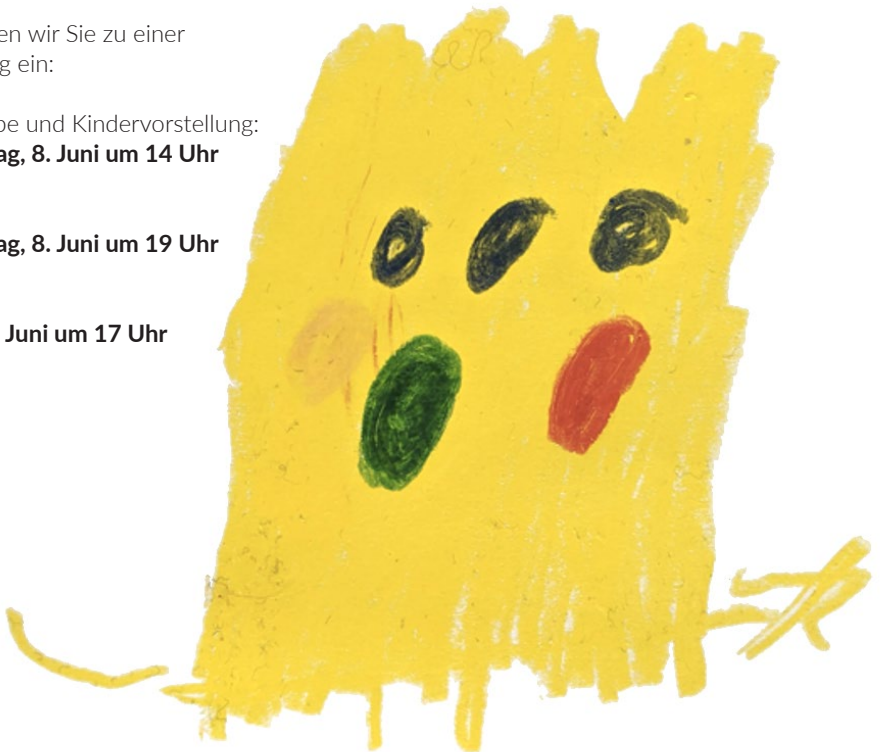 en wir Sie zu einer
g ein:
be und Kindervorstellung:
ag, 8. Juni um 14 Uhr
ag, 8. Juni um 19 Uhr
Juni um 17 Uhr